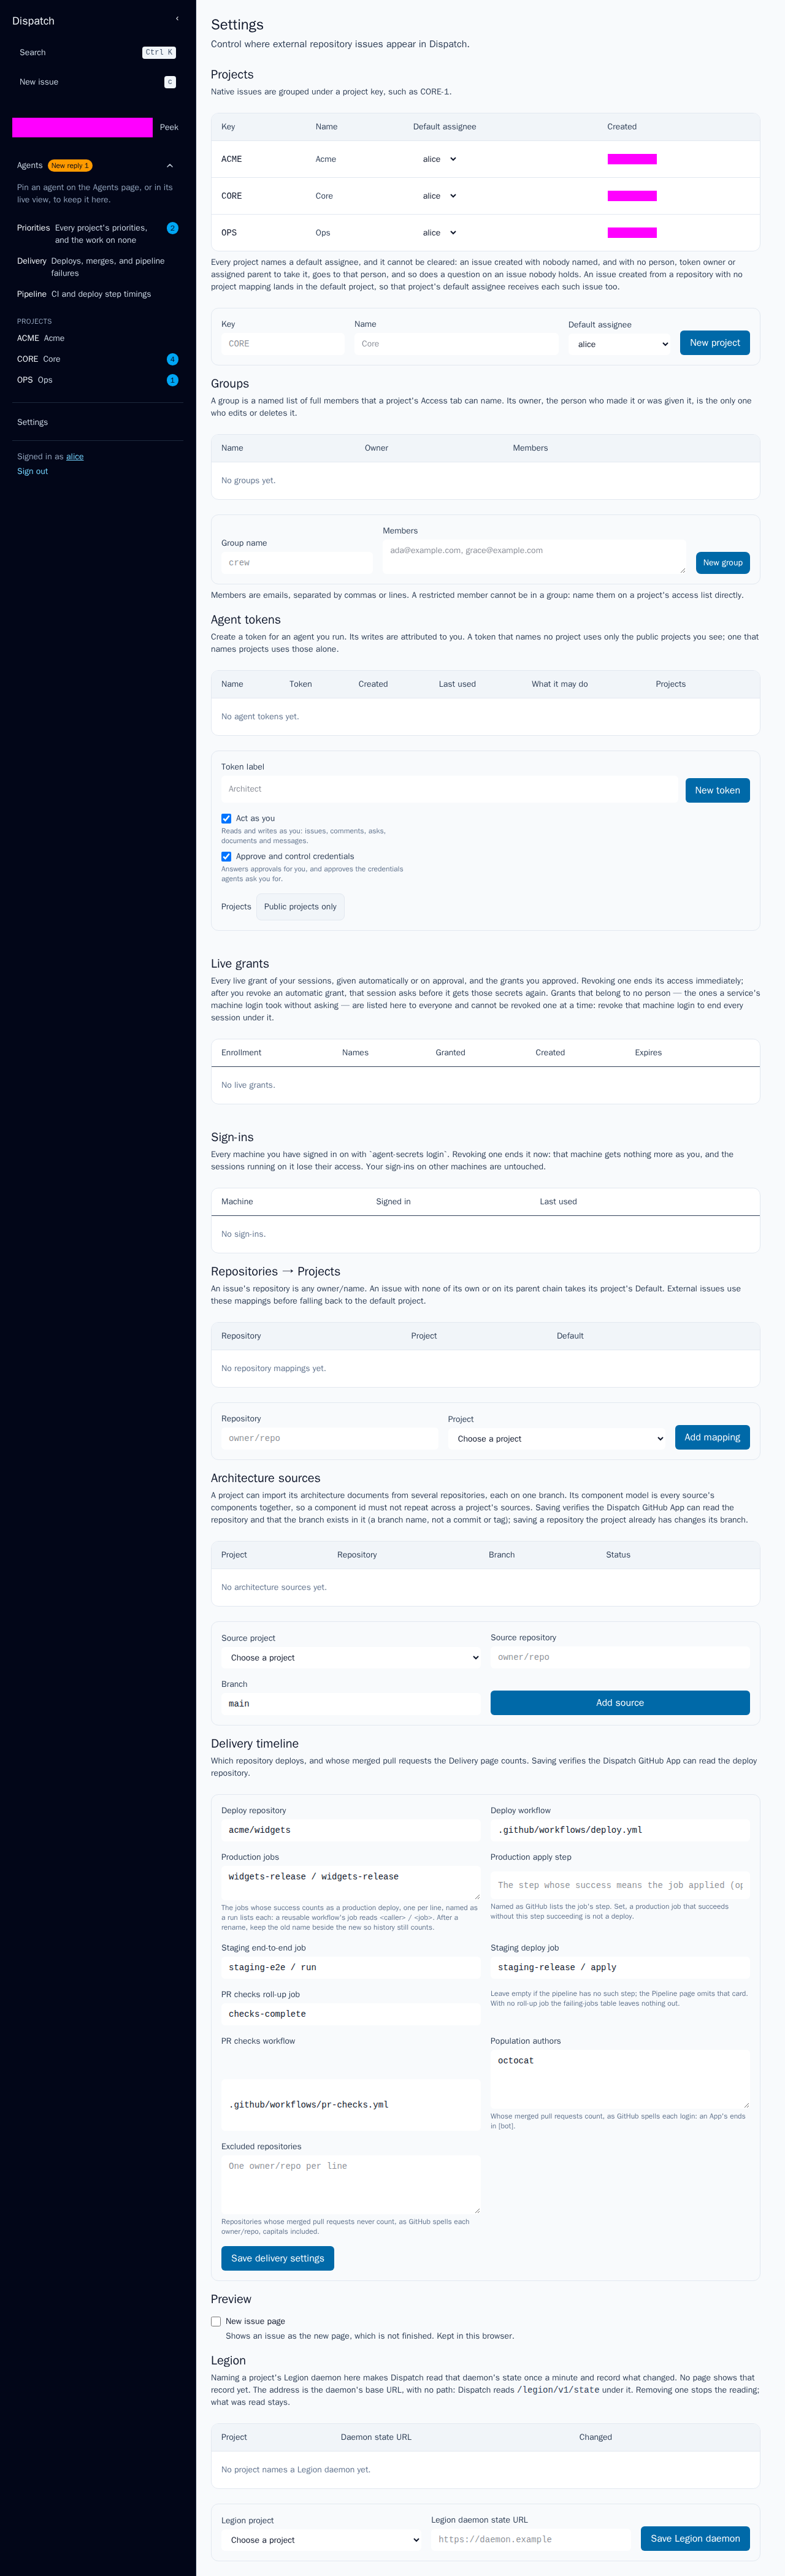 Dispatch
Search
Ctrl K
New issue
C
Peek
Agents
New reply 1
Pin an agent on the Agents page, or in its
live view, to keep it here.
Priorities
Every project's priorities,
and the work on none
2
Delivery
Deploys, merges, and pipeline
failures
Pipeline
CI and deploy step timings
PROJECTS
ACME Acme
CORE Core
4
OPS Ops
1
Settings
Signed in as alice
Sign out
Settings
Control where external repository issues appear in Dispatch.
Projects
Native issues are grouped under a project key, such as CORE-1.
Key Name Default assignee Created
ACME Acme alice
CORE Core alice
OPS Ops alice
Every project names a default assignee, and it cannot be cleared: an issue created with nobody named, and with no person, token owner or
assigned parent to take it, goes to that person, and so does a question on an issue nobody holds. An issue created from a repository with no
project mapping lands in the default project, so that project's default assignee receives each such issue too.
Key Name Default assignee
CORE Core alice New project
Groups
A group is a named list of full members that a project's Access tab can name. Its owner, the person who made it or was given it, is the only one
who edits or deletes it.
Name Owner Members
No groups yet.
Group name Members
crew ada@example.com, grace@example.com New group
Members are emails, separated by commas or lines. A restricted member cannot be in a group: name them on a project's access list directly.
Agent tokens
Create a token for an agent you run. Its writes are attributed to you. A token that names no project uses only the public projects you see; one that
names projects uses those alone.
Name Token Created Last used What it may do Projects
No agent tokens yet.
Token label
Architect New token
Act as you
Reads and writes as you: issues, comments, asks,
documents and messages.
Approve and control credentials
Answers approvals for you, and approves the credentials
agents ask you for.
Projects Public projects only
Live grants
Every live grant of your sessions, given automatically or on approval, and the grants you approved. Revoking one ends its access immediately;
after you revoke an automatic grant, that session asks before it gets those secrets again. Grants that belong to no person — the ones a service's
machine login took without asking — are listed here to everyone and cannot be revoked one at a time: revoke that machine login to end every
session under it.
Enrollment Names Granted Created Expires
No live grants.
Sign-ins
Every machine you have signed in on with `agent-secrets login`. Revoking one ends it now: that machine gets nothing more as you, and the
sessions running on it lose their access. Your sign-ins on other machines are untouched.
Machine Signed in Last used
No sign-ins.
Repositories → Projects
An issue's repository is any owner/name. An issue with none of its own or on its parent chain takes its project's Default. External issues use
these mappings before falling back to the default project.
Repository Project Default
No repository mappings yet.
Repository Project
owner/repo Choose a project Add mapping
Architecture sources
A project can import its architecture documents from several repositories, each on one branch. Its component model is every source's
components together, so a component id must not repeat across a project's sources. Saving verifies the Dispatch GitHub App can read the
repository and that the branch exists in it (a branch name, not a commit or tag); saving a repository the project already has changes its branch.
Project Repository Branch Status
No architecture sources yet.
Source project Source repository
Choose a project owner/repo
Branch
main Add source
Delivery timeline
Which repository deploys, and whose merged pull requests the Delivery page counts. Saving verifies the Dispatch GitHub App can read the deploy
repository.
Deploy repository Deploy workflow
acme/widgets .github/workflows/deploy.yml
Production jobs Production apply step
widgets-release / widgets-release The step whose success means the job applied (op
The jobs whose success counts as a production deploy, one per line, named as
a run lists each: a reusable workflow's job reads <caller> / <job>. After a
rename, keep the old name beside the new so history still counts.
Named as GitHub lists the job's step. Set, a production job that succeeds
without this step succeeding is not a deploy.
Staging end-to-end job Staging deploy job
staging-e2e / run staging-release / apply
PR checks roll-up job
checks-complete
Leave empty if the pipeline has no such step; the Pipeline page omits that card.
With no roll-up job the failing-jobs table leaves nothing out.
PR checks workflow Population authors
.github/workflows/pr-checks.yml octocat
Whose merged pull requests count, as GitHub spells each login: an App's ends
in [bot].
Excluded repositories
One owner/repo per line
Repositories whose merged pull requests never count, as GitHub spells each
owner/repo, capitals included.
Save delivery settings
Preview
New issue page
Shows an issue as the new page, which is not finished. Kept in this browser.
Legion
Naming a project's Legion daemon here makes Dispatch read that daemon's state once a minute and record what changed. No page shows that
record yet. The address is the daemon's base URL, with no path: Dispatch reads /legion/v1/state under it. Removing one stops the reading;
what was read stays.
Project Daemon state URL Changed
No project names a Legion daemon yet.
Legion project Legion daemon state URL
Choose a project https://daemon.example Save Legion daemon